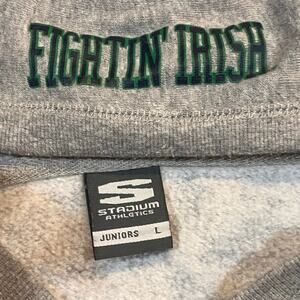 FIGHTIN' IRISH
S
STADIUM
ATHLETICS
JUNIORS L